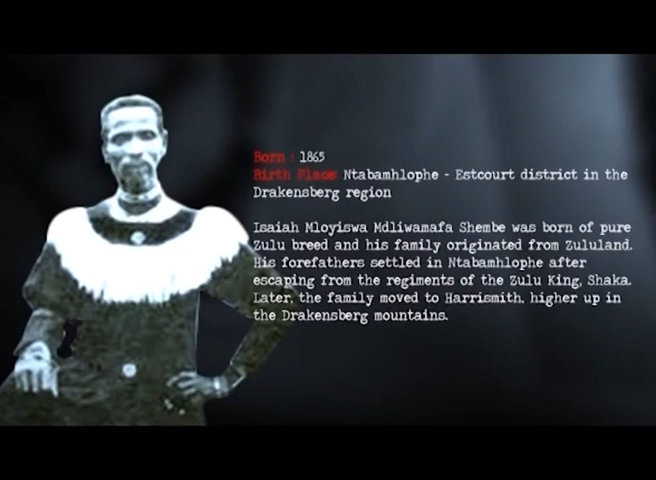 Born : 1865
Birth Place: Ntabamhlophe - Estcourt district in the
Drakensberg region
Isaiah Mloyiswa Mdliwamafa Shembe was born of pure
Zulu breed and his family originated from Zululand.
His forefathers settled in Ntabamhlophe after
escaping from the regiments of the Zulu King, Shaka.
Later, the family moved to Harrismith, higher up in
the Drakensberg mountains.